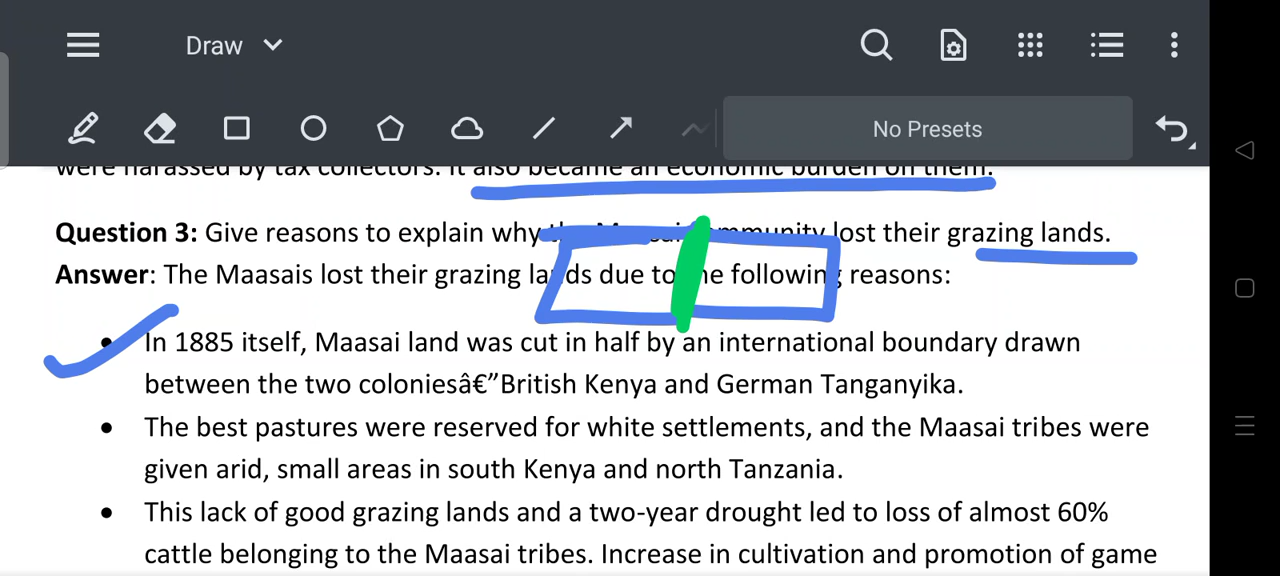 Draw
No Presets
were harassed by tax collectors. It also became an economic burden on them.
Question 3: Give reasons to explain why the Maasai community lost their grazing lands.
Answer: The Maasais lost their grazing lands due to the following reasons:
• In 1885 itself, Maasai land was cut in half by an international boundary drawn
between the two coloniesâ€”British Kenya and German Tanganyika.
• The best pastures were reserved for white settlements, and the Maasai tribes were
given arid, small areas in south Kenya and north Tanzania.
• This lack of good grazing lands and a two-year drought led to loss of almost 60%
cattle belonging to the Maasai tribes. Increase in cultivation and promotion of game